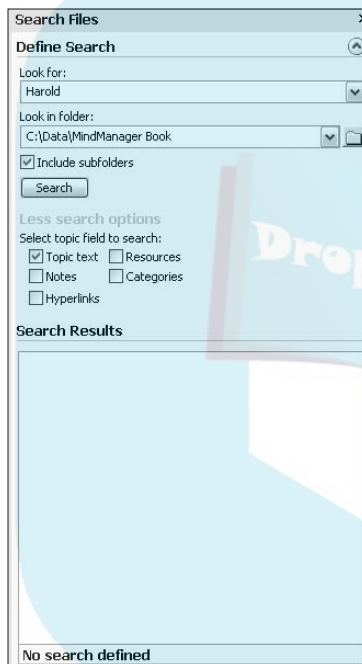 Search Files
Define Search
Look for:
Harold
Look in folder:
C:\Data\MindManager Book
Include subfolders
Search
Less search options
Select topic field to search:
Topic text Resources
Notes Categories
Hyperlinks
Search Results
No search defined
Drop